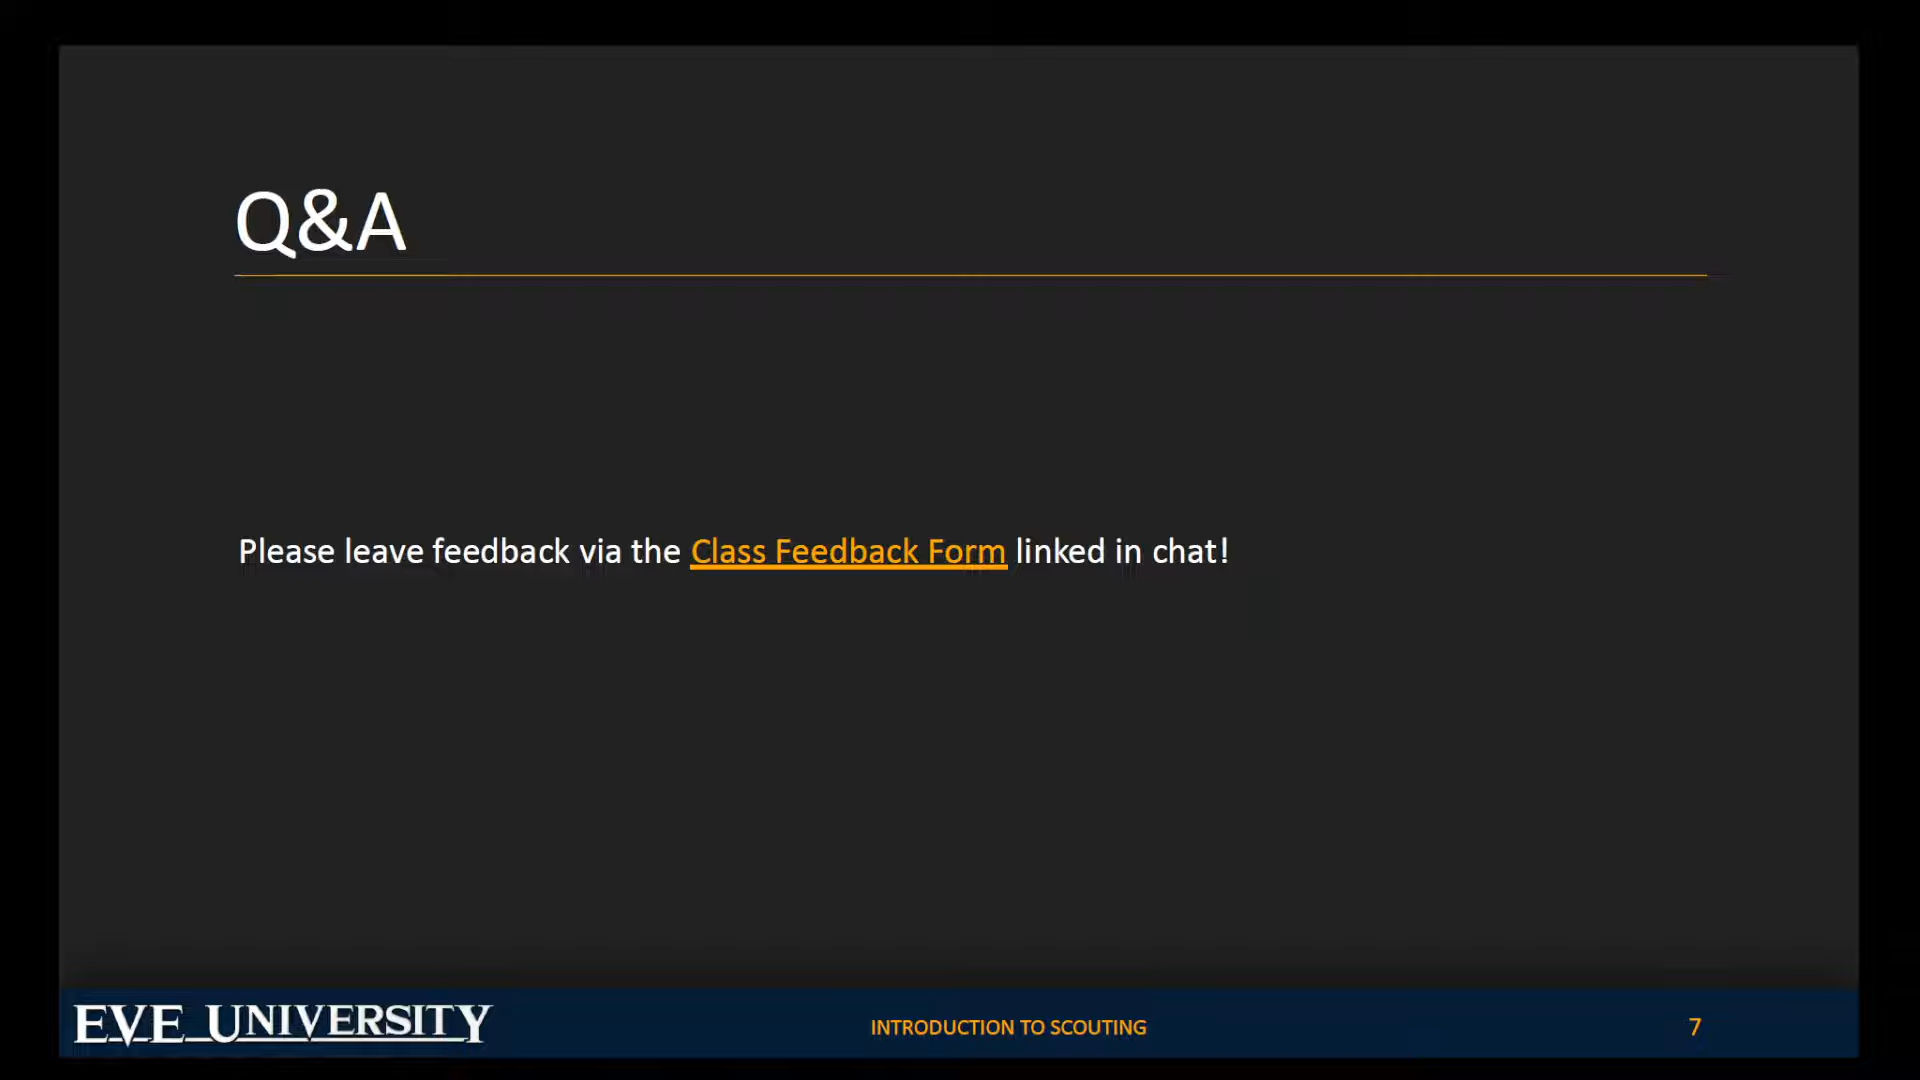 Q&A
Please leave feedback via the Class Feedback Form linked in chat!
EVE UNIVERSITY
INTRODUCTION TO SCOUTING
7